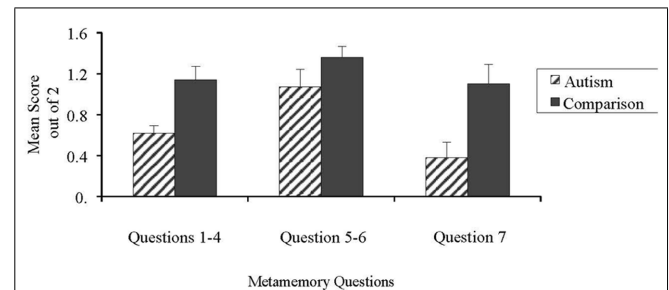 1.6
1.2
0.8
0.4
0.
Mean Score
out of 2
Autism
Comparison
Questions 1-4
Question 5-6
Question 7
Metamemory Questions